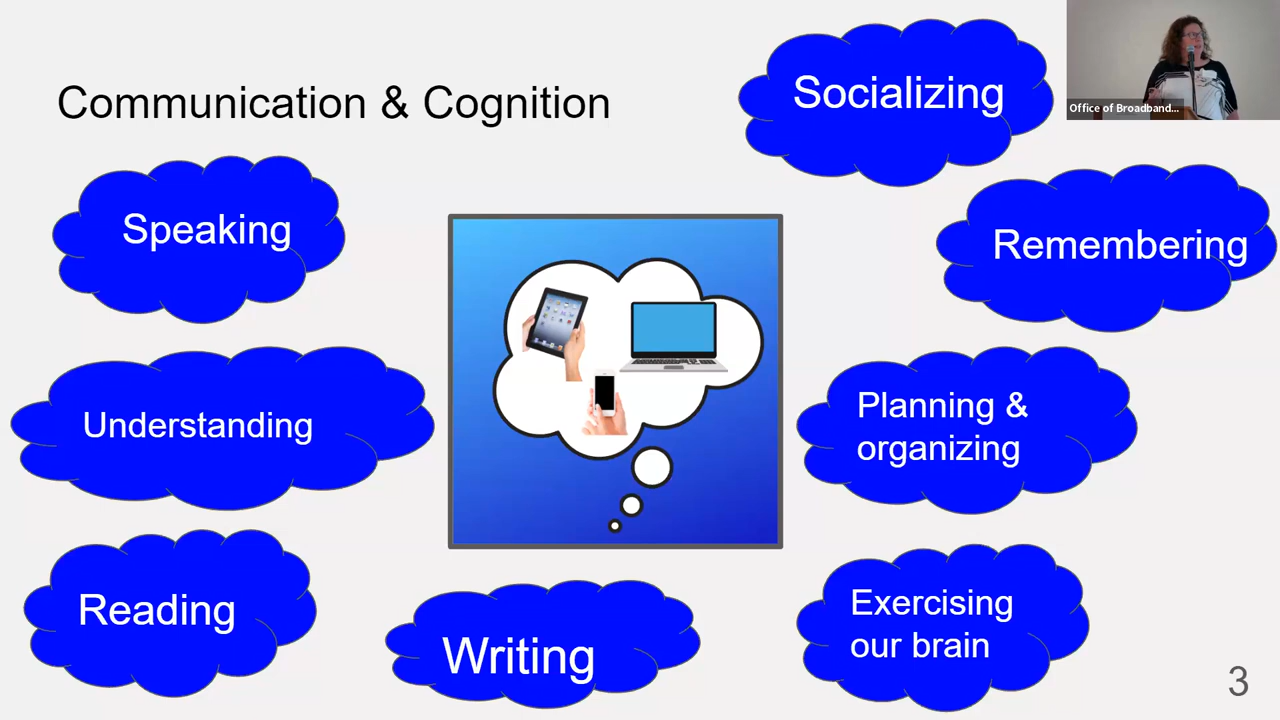 Communication & Cognition
Socializing
Office of Broadband...
Speaking
Remembering
Understanding
Planning &
organizing
Reading
Writing
Exercising
our brain
3